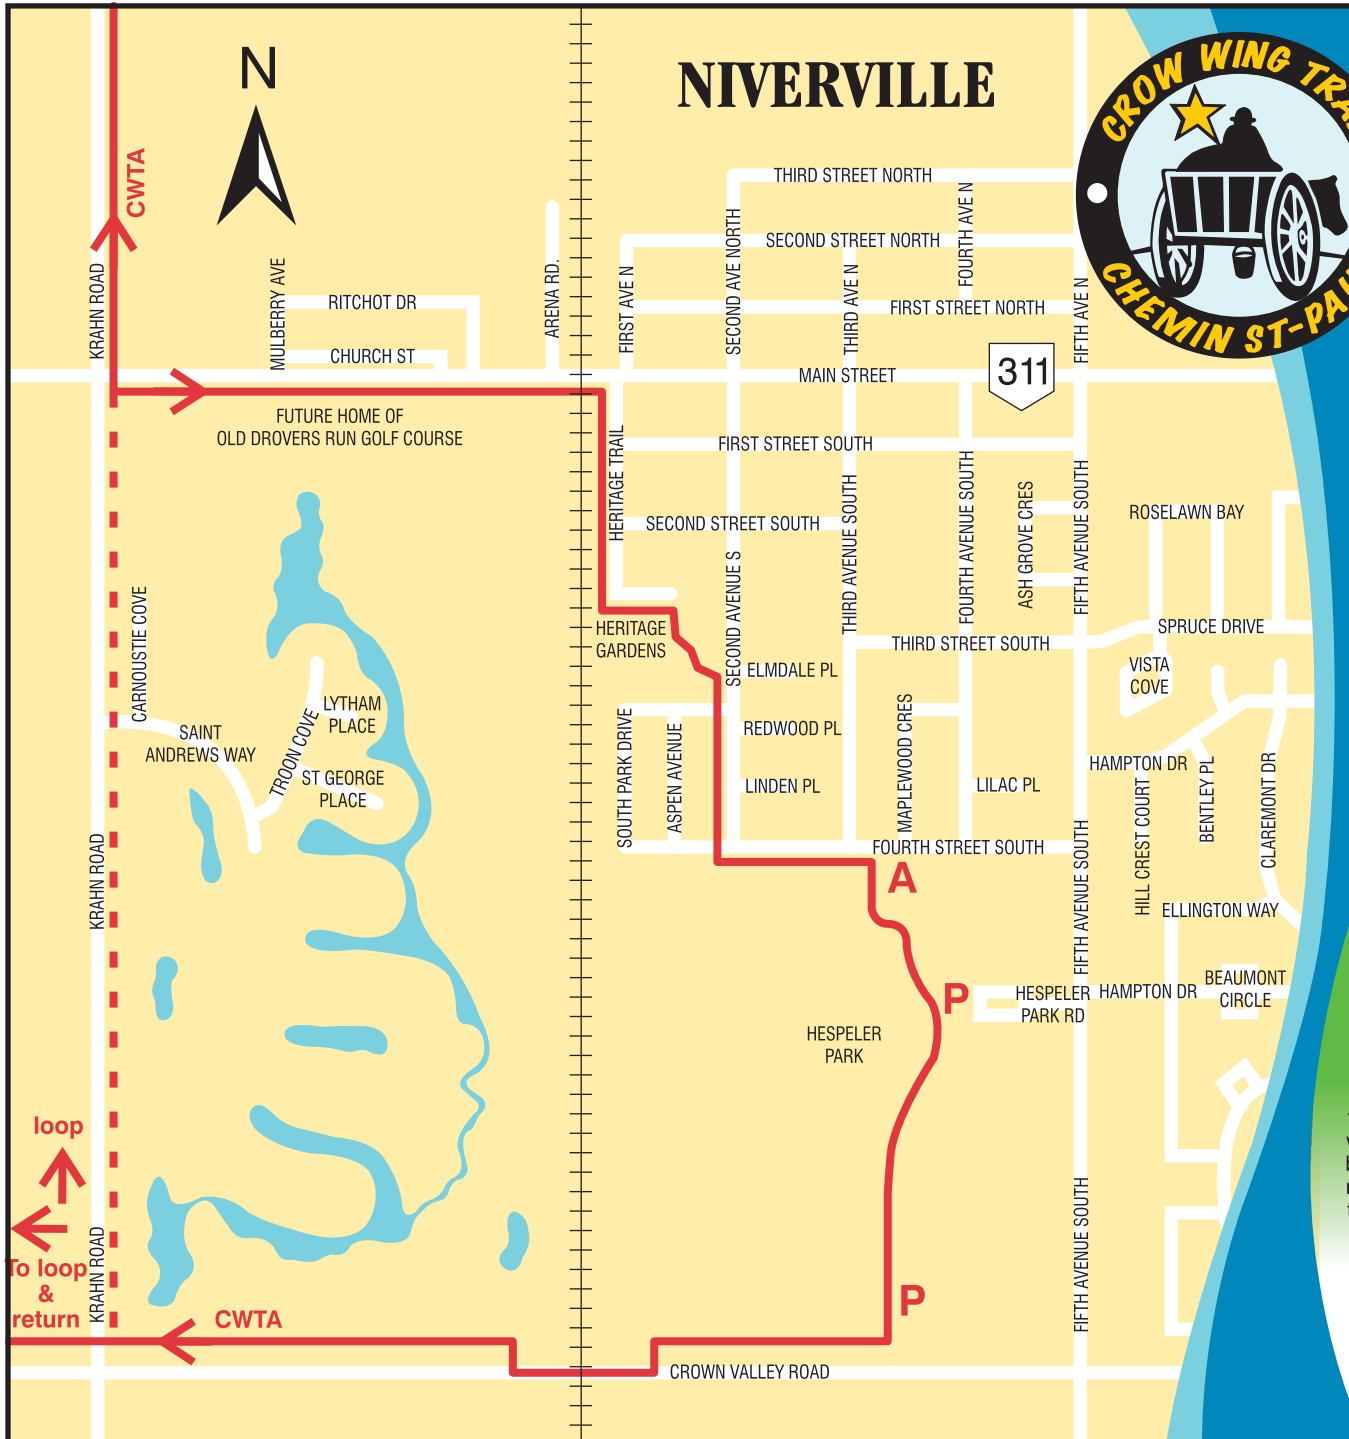 N
NIVERVILLE
CROW WING
CHEMIN
CWTA
KRAHN ROAD
MULBERRY AVE
RITCHOT DR
CHURCH ST
ARENA RD.
FIRST AVE N
SECOND AVE NORTH
THIRD AVE N
FOURTH AVE N
FIFTH AVE N
THIRD STREET NORTH
SECOND STREET NORTH
FIRST STREET NORTH
MAIN STREET
311
FUTURE HOME OF
OLD DROVERS RUN GOLF COURSE
HERITAGE TRAIL
FIRST STREET SOUTH
SECOND STREET SOUTH
THIRD AVENUE SOUTH
FOURTH AVENUE SOUTH
ASH GROVE CRES
FIFTH AVENUE SOUTH
ROSELAWN BAY
SPRUCE DRIVE
VISTA
COVE
HERITAGE
GARDENS
SECOND AVENUE S
THIRD STREET SOUTH
ELMDALE PL
REDWOOD PL
LINDEN PL
SOUTH PARK DRIVE
ASPEN AVENUE
MAPLEWOOD CRES
LILAC PL
FOURTH STREET SOUTH
CARNOUSTIE COVE
SAINT
ANDREWS WAY
TROON COVE
LYTHAM
PLACE
ST GEORGE
PLACE
KRAHN ROAD
HAMPTON DR
HILL CREST COURT
BENTLEY PL
CLAREMONT DR
FIFTH AVENUE SOUTH
ELLINGTON WAY
A
P
HESPELER
PARK RD
HAMPTON DR
BEAUMONT
CIRCLE
HESPELER
PARK
loop
To loop
&
return
KRAHN ROAD
CWTA
P
FIFTH AVENUE SOUTH
CROWN VALLEY ROAD